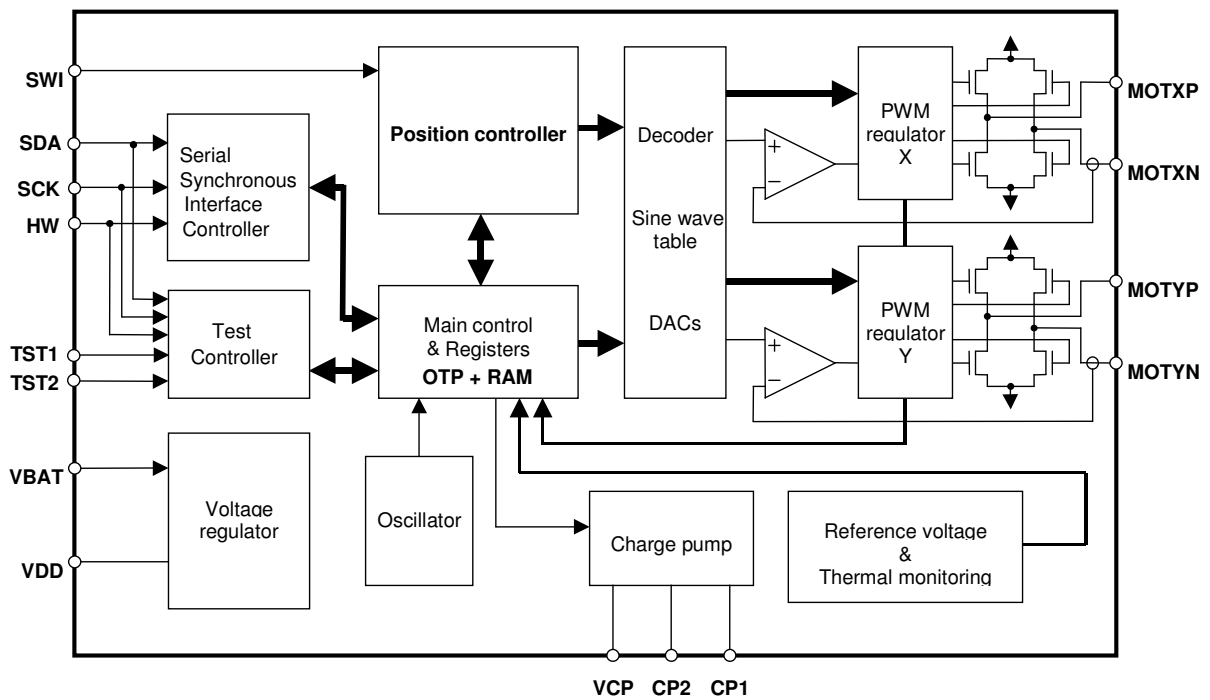 SWI
SDA
SCK
HW
TST1
TST2
VBAT
VDD
Serial
Synchronous
Interface
Controller
Test
Controller
Voltage
regulator
Position controller
Main control
& Registers
OTP + RAM
Oscillator
Charge pump
Decoder
Sine wave
table
DACs
+
−
+
−
PWM
regulator
X
PWM
regulator
Y
Reference voltage
&
Thermal monitoring
MOTXP
MOTXN
MOTYP
MOTYN
VCP
CP2
CP1